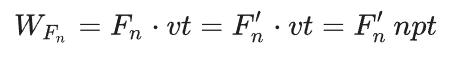 W_{F_n} = F_n · vt = F'_n · vt = F'_n npt